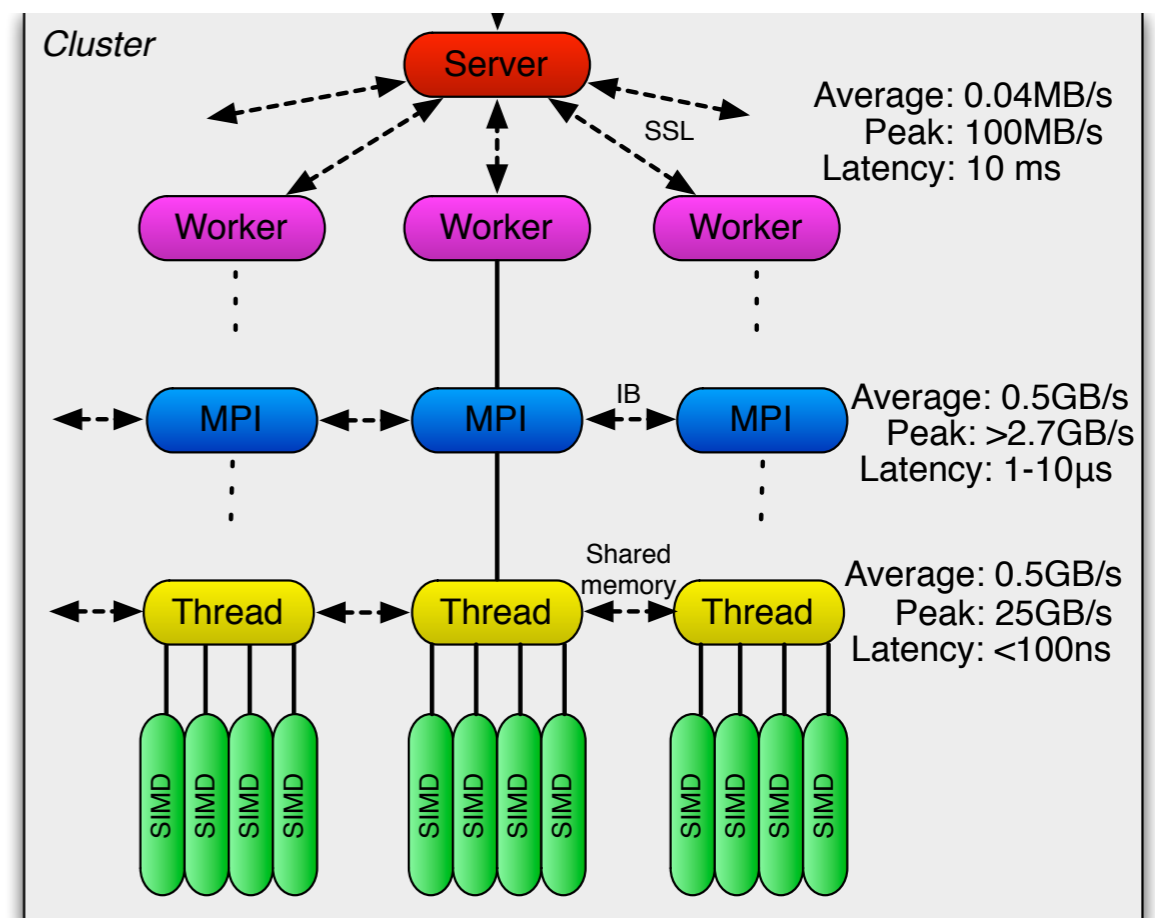 Cluster
Server
Average: 0.04MB/s
Peak: 100MB/s
Latency: 10 ms
SSL
Worker
Worker
Worker
IB
MPI
MPI
MPI
Average: 0.5GB/s
Peak: >2.7GB/s
Latency: 1-10µs
Shared
memory
Thread
Thread
Thread
Average: 0.5GB/s
Peak: 25GB/s
Latency: <100ns
SIMD
SIMD
SIMD
SIMD
SIMD
SIMD
SIMD
SIMD
SIMD
SIMD
SIMD
SIMD